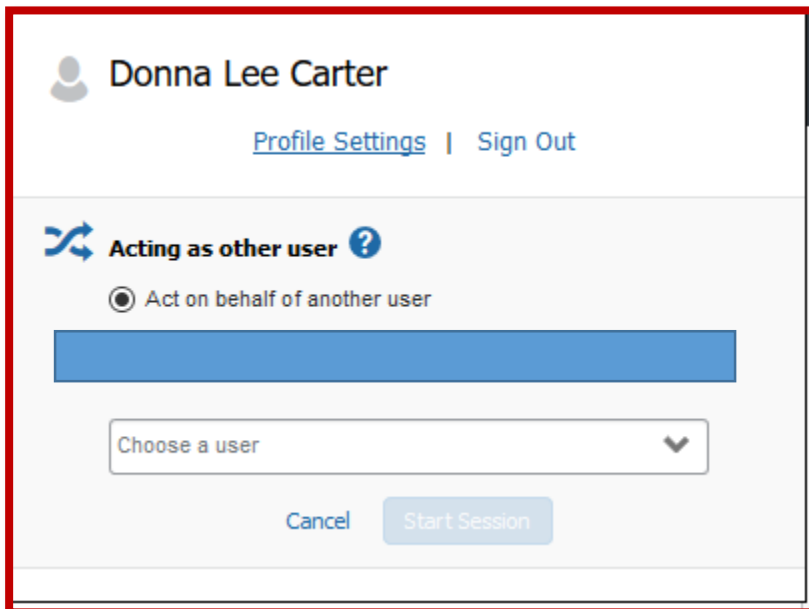 Donna Lee Carter
Profile Settings | Sign Out
Acting as other user ?
Act on behalf of another user
Choose a user
Cancel Start Session